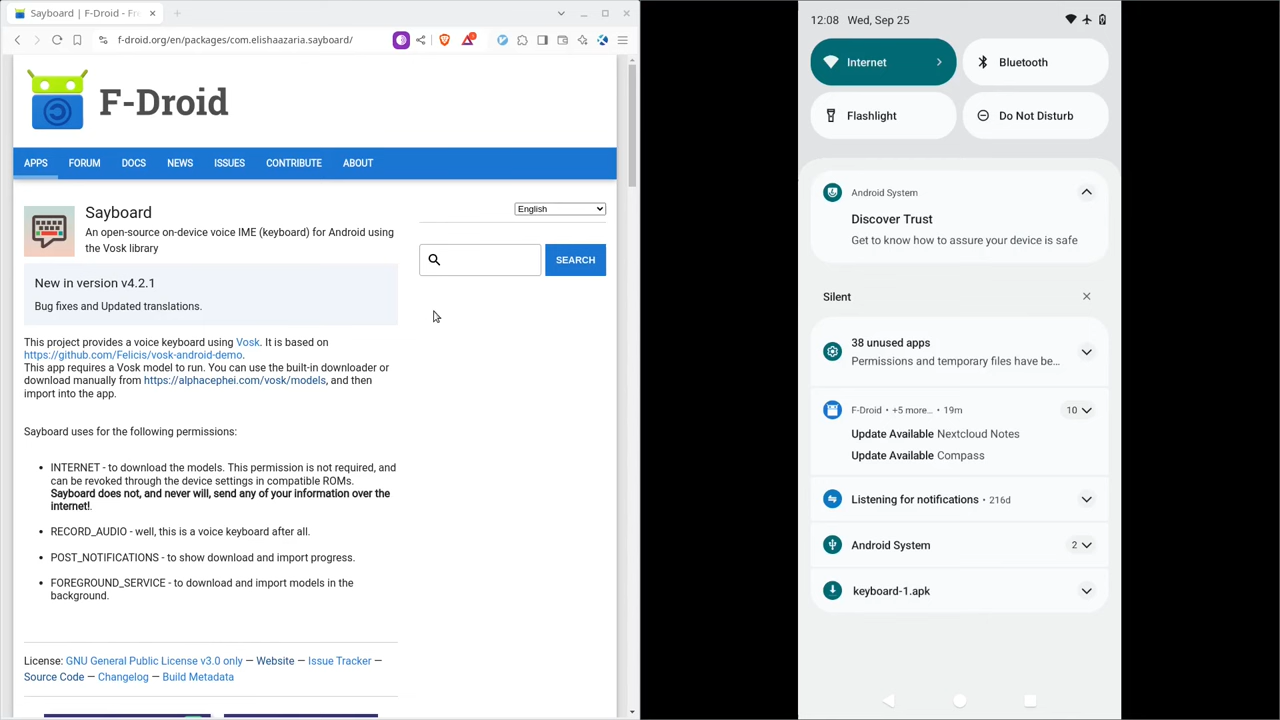 Sayboard | F-Droid - Fr
f-droid.org/en/packages/com.elishaazaria.sayboard/
F-Droid
APPS FORUM DOCS NEWS ISSUES CONTRIBUTE ABOUT
Sayboard
An open-source on-device voice IME (keyboard) for Android using
the Vosk library
English
SEARCH
New in version v4.2.1
Bug fixes and Updated translations.
This project provides a voice keyboard using Vosk. It is based on
https://github.com/Felicis/vosk-android-demo.
This app requires a Vosk model to run. You can use the built-in downloader or
download manually from https://alphacephei.com/vosk/models, and then
import into the app.
Sayboard uses for the following permissions:
• INTERNET - to download the models. This permission is not required, and
can be revoked through the device settings in compatible ROMs.
Sayboard does not, and never will, send any of your information over the
internet!.
• RECORD_AUDIO - well, this is a voice keyboard after all.
• POST_NOTIFICATIONS - to show download and import progress.
• FOREGROUND_SERVICE - to download and import models in the
background.
License: GNU General Public License v3.0 only — Website — Issue Tracker —
Source Code — Changelog — Build Metadata
12:08 Wed, Sep 25
Internet
Bluetooth
Flashlight
Do Not Disturb
Android System
Discover Trust
Get to know how to assure your device is safe
Silent
38 unused apps
Permissions and temporary files have be...
F-Droid • +5 more... • 19m
10
Update Available Nextcloud Notes
Update Available Compass
Listening for notifications • 216d
Android System
2
keyboard-1.apk